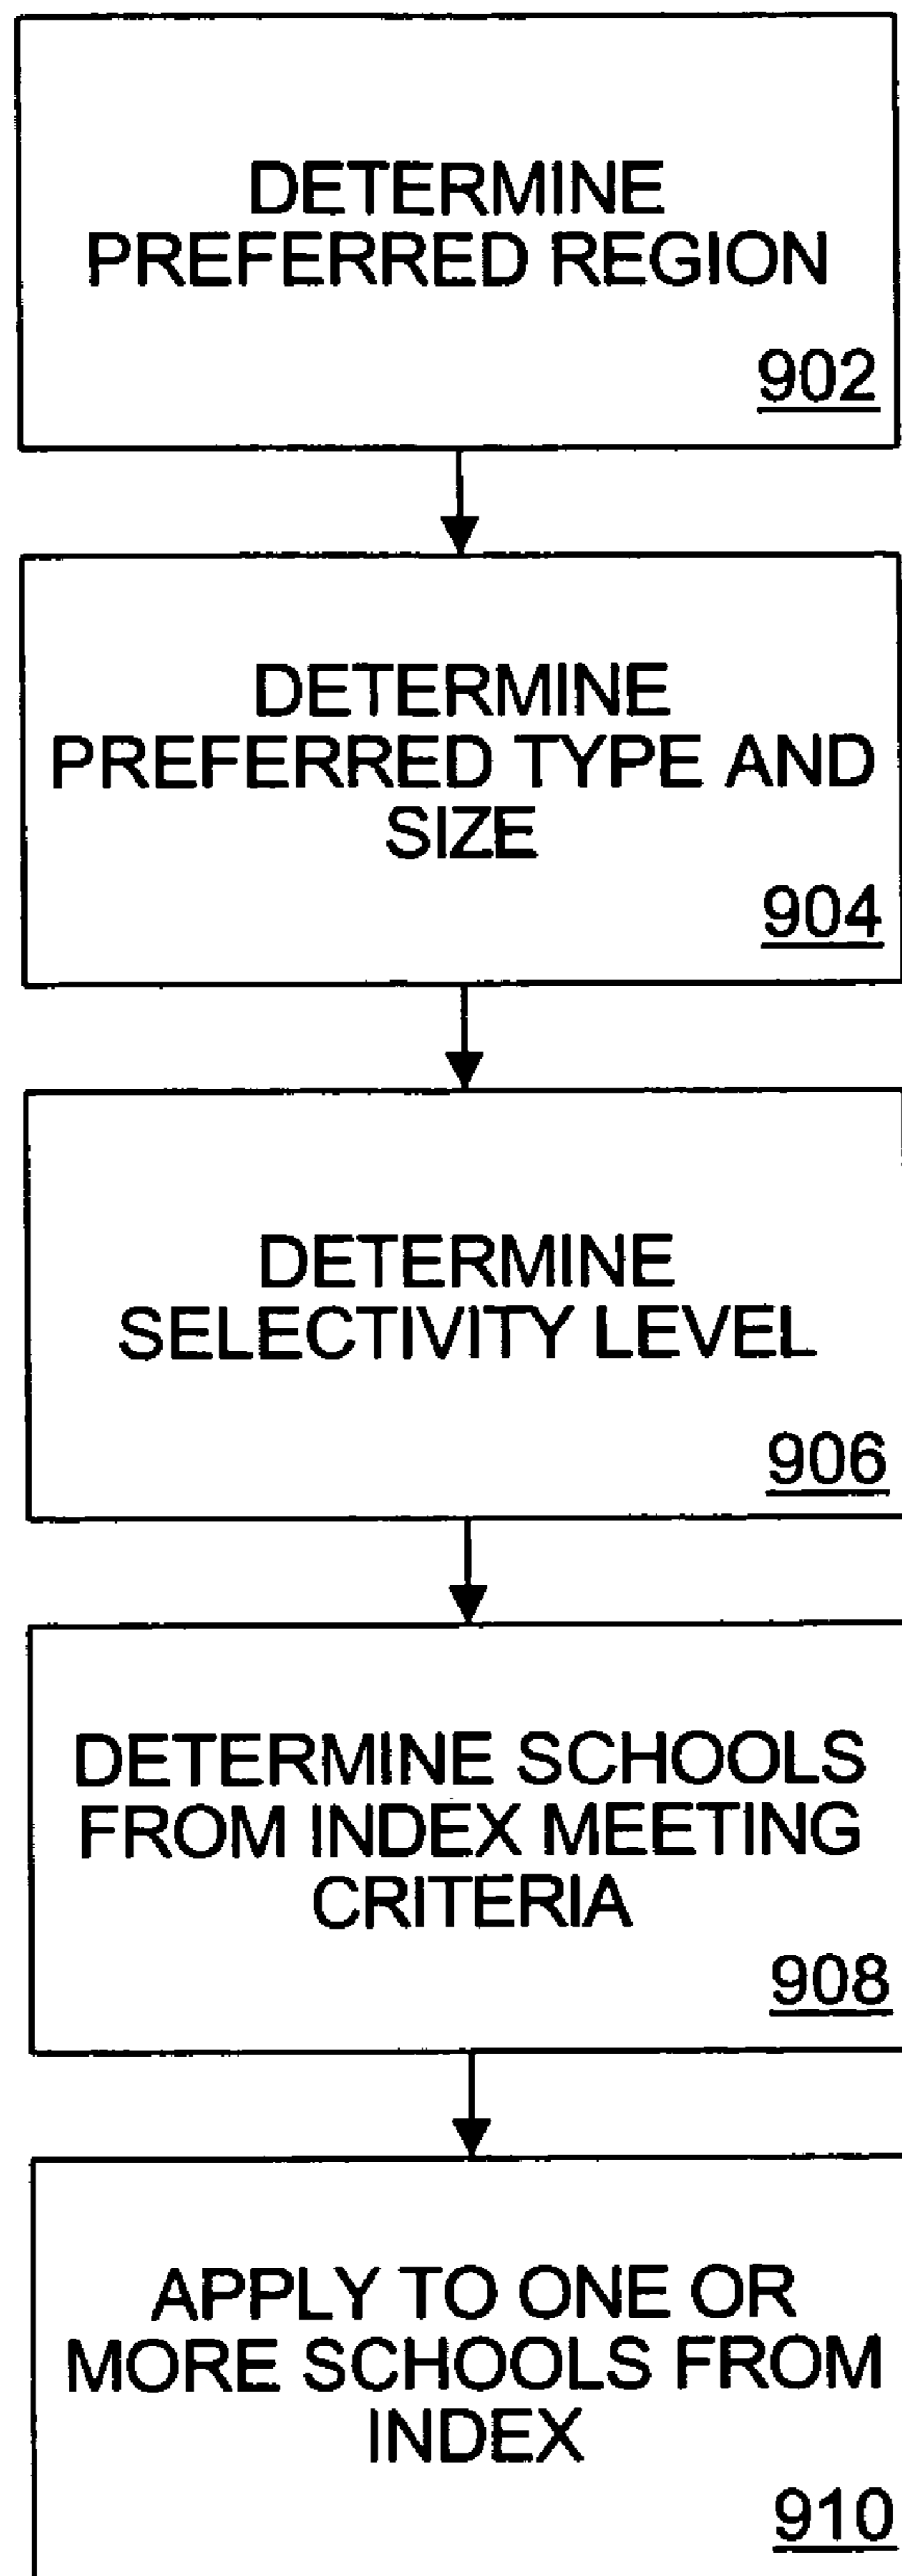 DETERMINE
PREFERRED REGION
902
DETERMINE
PREFERRED TYPE AND
SIZE
904
DETERMINE
SELECTIVITY LEVEL
906
DETERMINE SCHOOLS
FROM INDEX MEETING
CRITERIA
908
APPLY TO ONE OR
MORE SCHOOLS FROM
INDEX
910